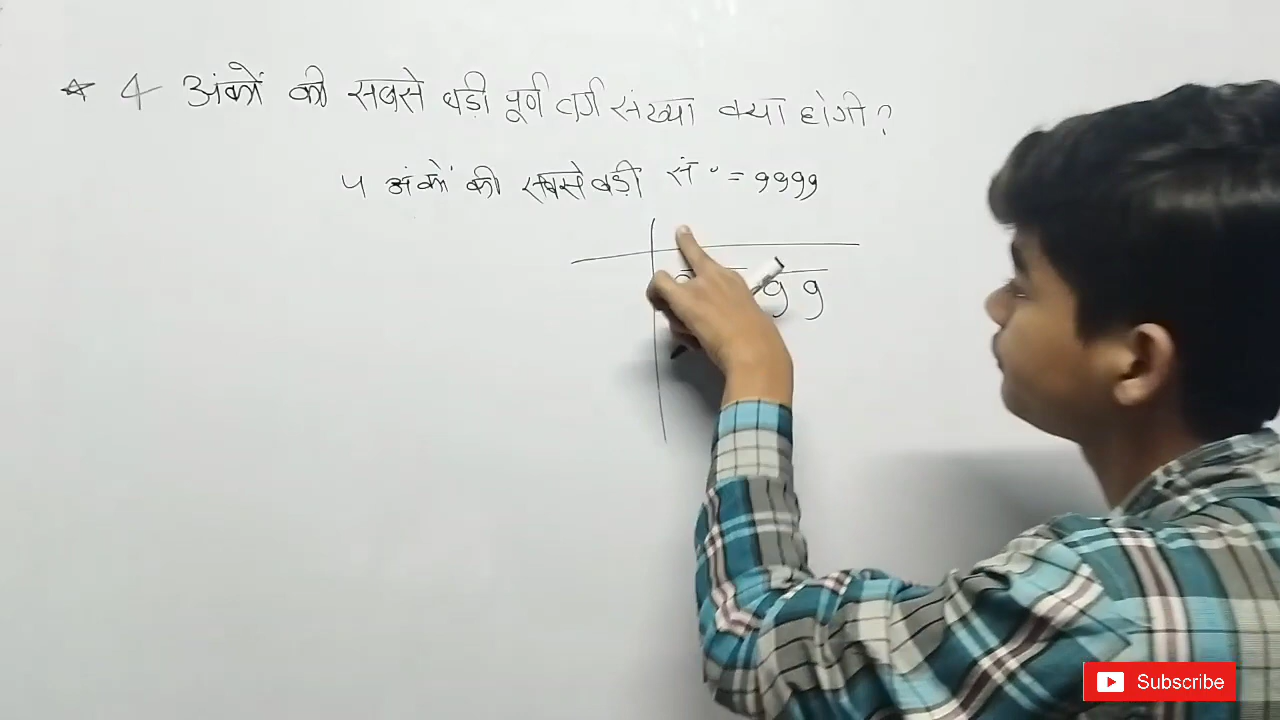 * 4 अंकों की सबसे बड़ी पूर्ण वर्ग संख्या क्या होगी?
4 अंकों की सबसे बड़ी सं० = 9999
99
Subscribe